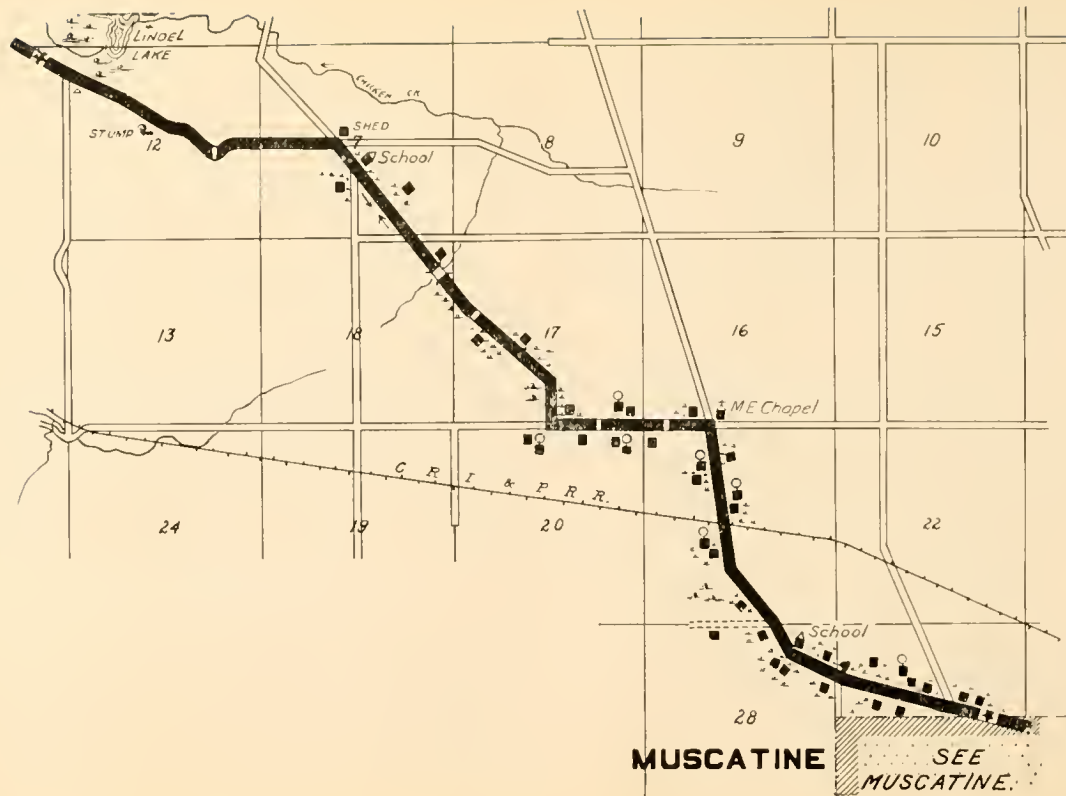 LINDEL
LAKE
CHICKEN CR.
STUMP
12
SHED
7
School
8
9
10
13
18
17
16
15
M.E. Chapel
C. R. I. & P. R.R.
24
19
20
22
School
28
MUSCATINE
SEE
MUSCATINE.